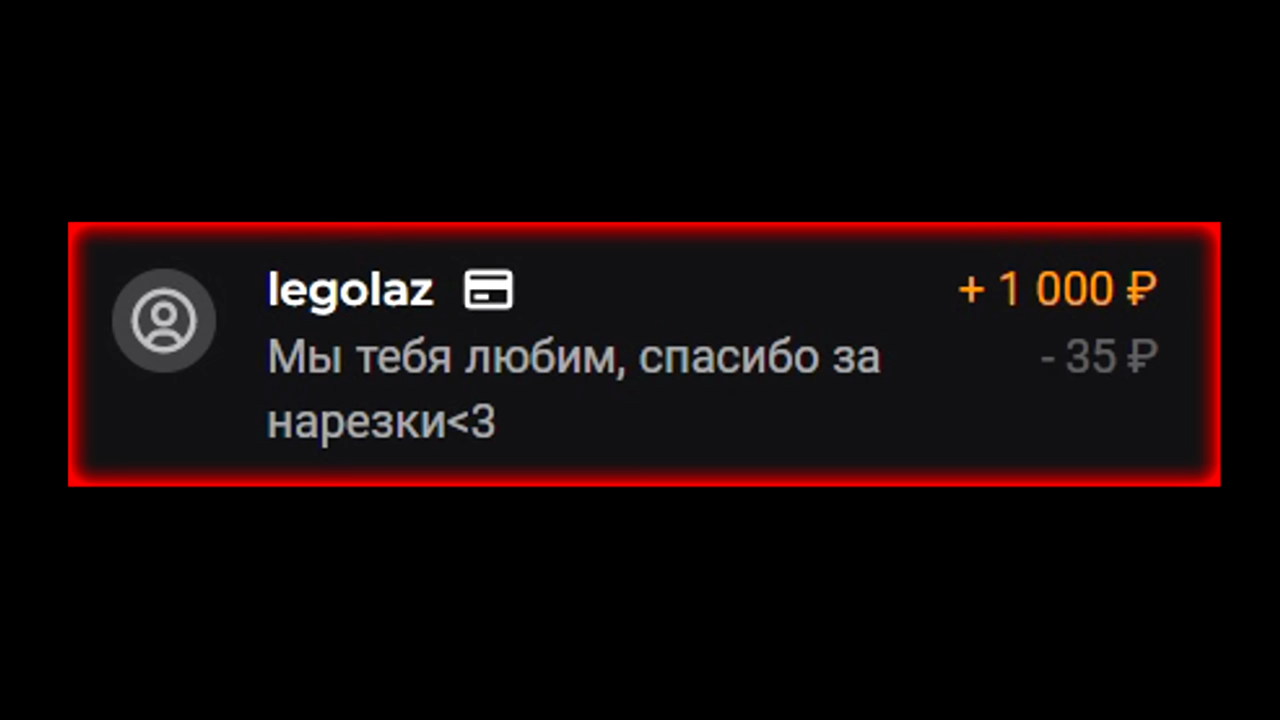 legolaz + 1 000 ₽
Мы тебя любим, спасибо за - 35 ₽
нарезки<3